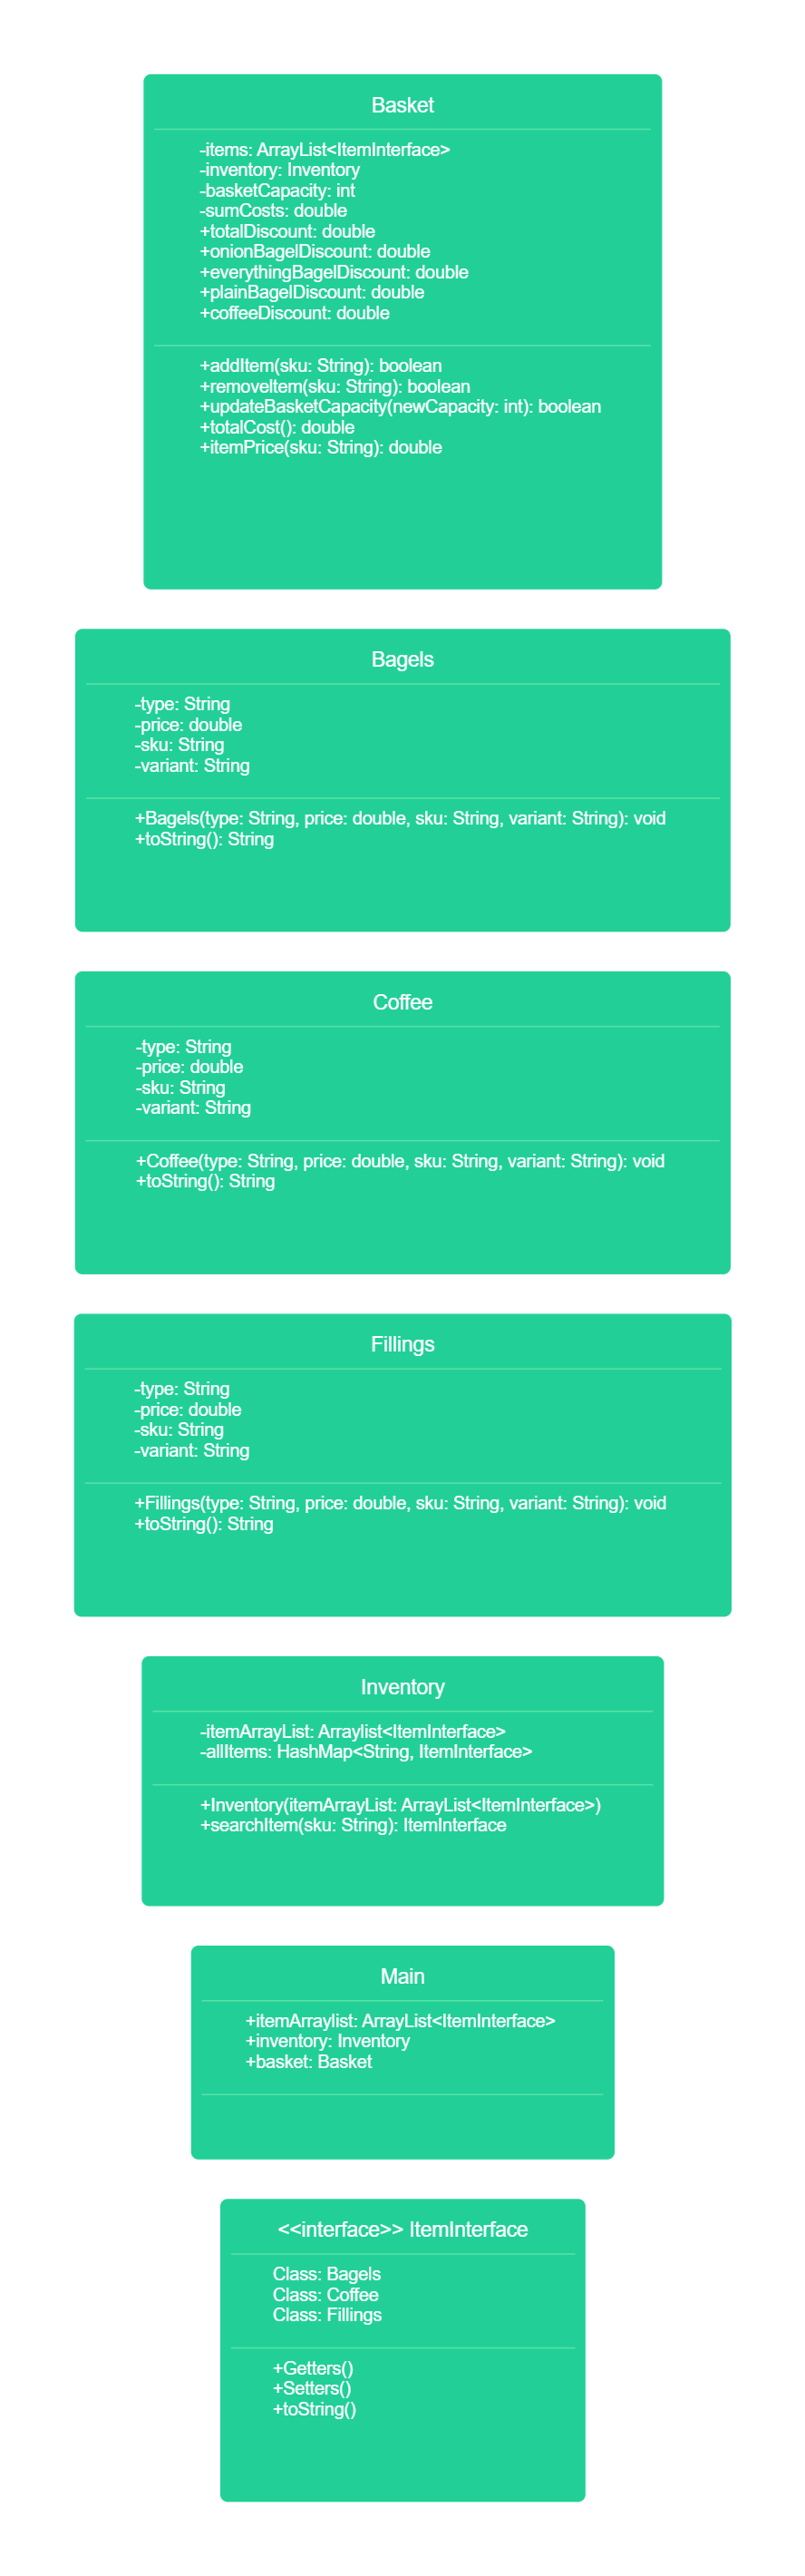 Basket
-items: ArrayList<ItemInterface>
-inventory: Inventory
-basketCapacity: int
-sumCosts: double
+totalDiscount: double
+onionBagelDiscount: double
+everythingBagelDiscount: double
+plainBagelDiscount: double
+coffeeDiscount: double
+addItem(sku: String): boolean
+removeItem(sku: String): boolean
+updateBasketCapacity(newCapacity: int): boolean
+totalCost(): double
+itemPrice(sku: String): double
Bagels
-type: String
-price: double
-sku: String
-variant: String
+Bagels(type: String, price: double, sku: String, variant: String): void
+toString(): String
Coffee
-type: String
-price: double
-sku: String
-variant: String
+Coffee(type: String, price: double, sku: String, variant: String): void
+toString(): String
Fillings
-type: String
-price: double
-sku: String
-variant: String
+Fillings(type: String, price: double, sku: String, variant: String): void
+toString(): String
Inventory
-itemArrayList: Arraylist<ItemInterface>
-allItems: HashMap<String, ItemInterface>
+Inventory(itemArrayList: ArrayList<ItemInterface>)
+searchItem(sku: String): ItemInterface
Main
+itemArraylist: ArrayList<ItemInterface>
+inventory: Inventory
+basket: Basket
<<interface>> ItemInterface
Class: Bagels
Class: Coffee
Class: Fillings
+Getters()
+Setters()
+toString()